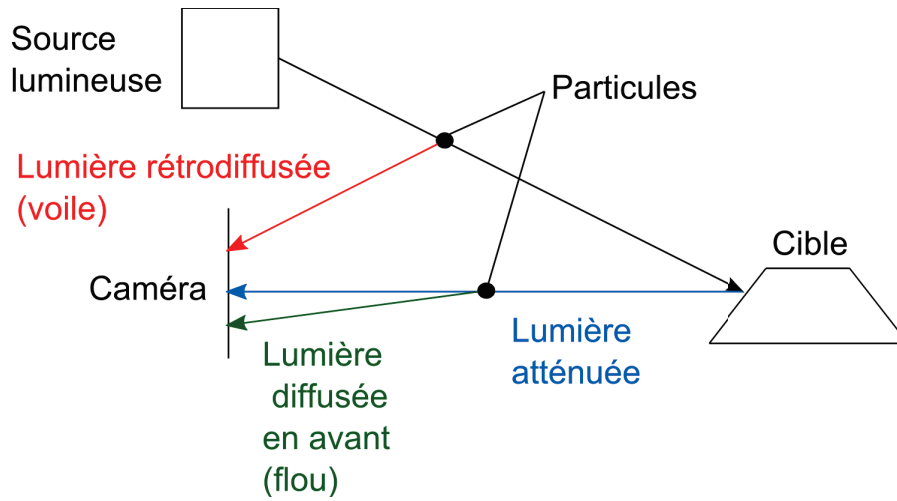 Source
lumineuse
Particules
Lumière rétrodiffusée
(voile)
Cible
Caméra
Lumière
atténuée
Lumière
diffusée
en avant
(flou)